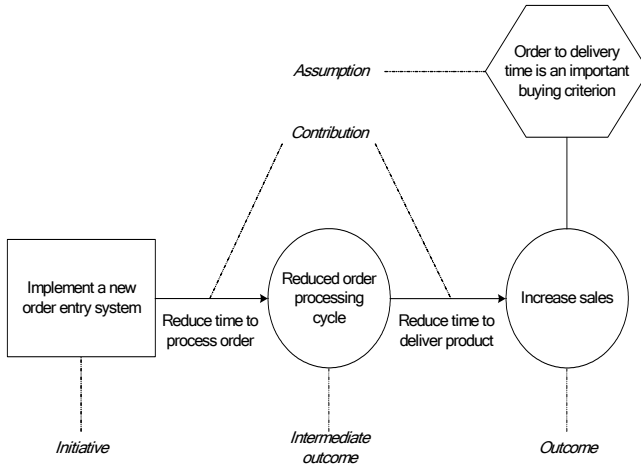 Order to delivery
time is an important
buying criterion
Assumption
Contribution
Implement a new
order entry system
Reduce time to
process order
Reduced order
processing
cycle
Reduce time to
deliver product
Increase sales
Initiative
Intermediate
outcome
Outcome